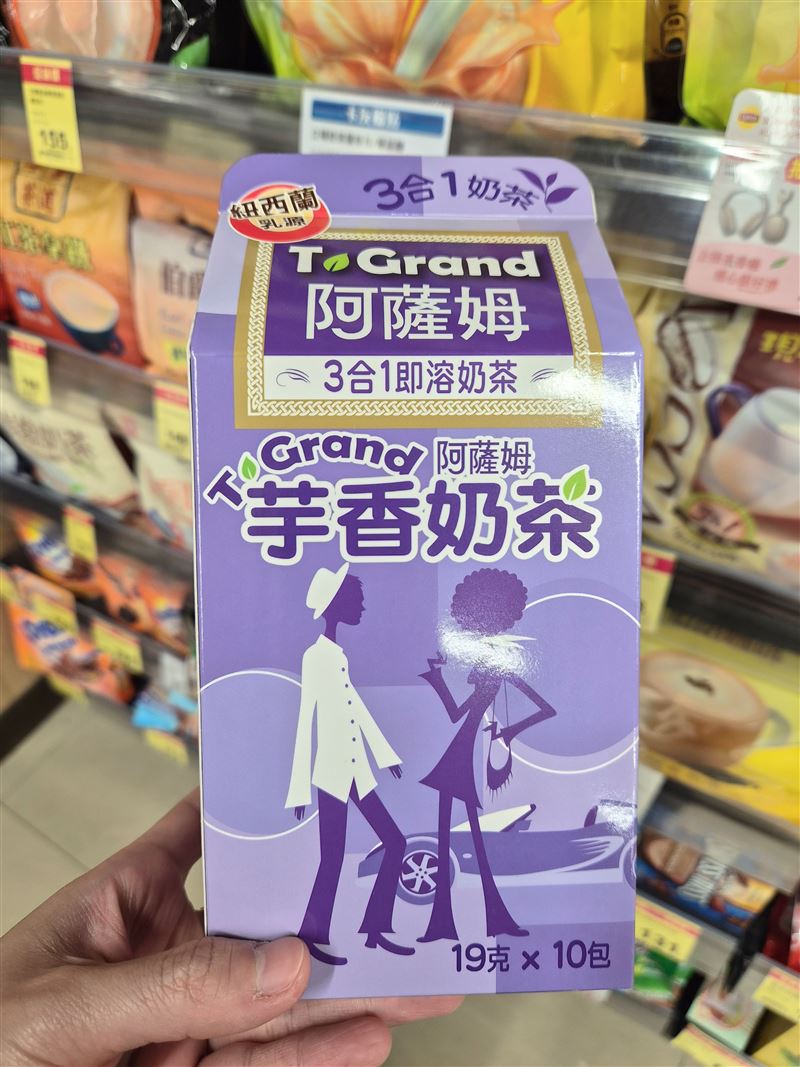 155
紐西蘭
乳源
3合1奶茶
T Grand
阿薩姆
3合1即溶奶茶
T Grand 阿薩姆
芋香奶茶
19克 x 10包